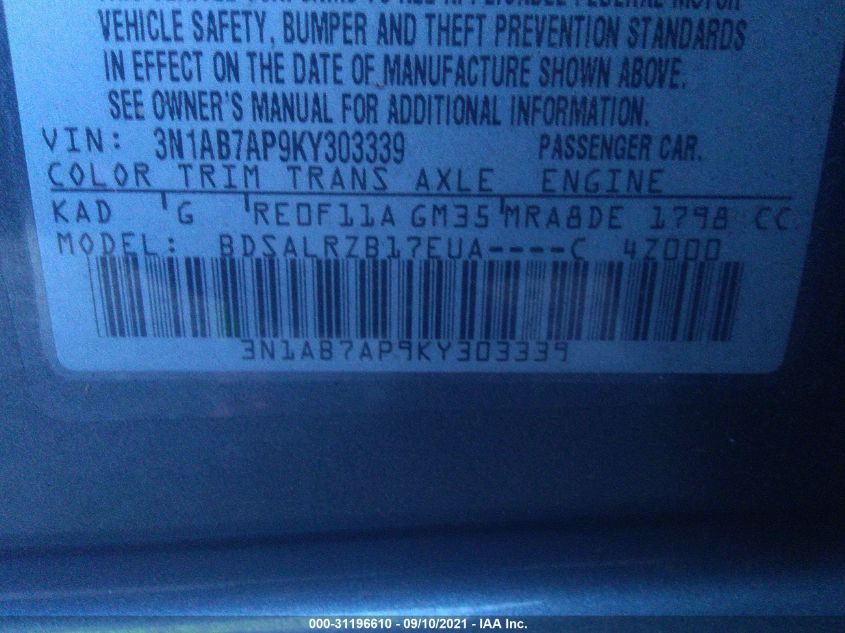 VEHICLE SAFETY, BUMPER AND THEFT PREVENTION STANDARDS
IN EFFECT ON THE DATE OF MANUFACTURE SHOWN ABOVE.
SEE OWNER'S MANUAL FOR ADDITIONAL INFORMATION.
VIN: 3N1AB7AP9KY303339 PASSENGER CAR.
COLOR TRIM TRANS AXLE ENGINE
KAD G RE0F11A GM35 MRA8DE 1798 CC
MODEL: BDSALRZB17EUA----C 4Z000
3N1AB7AP9KY303339
000-31196610 - 09/10/2021 - IAA Inc.